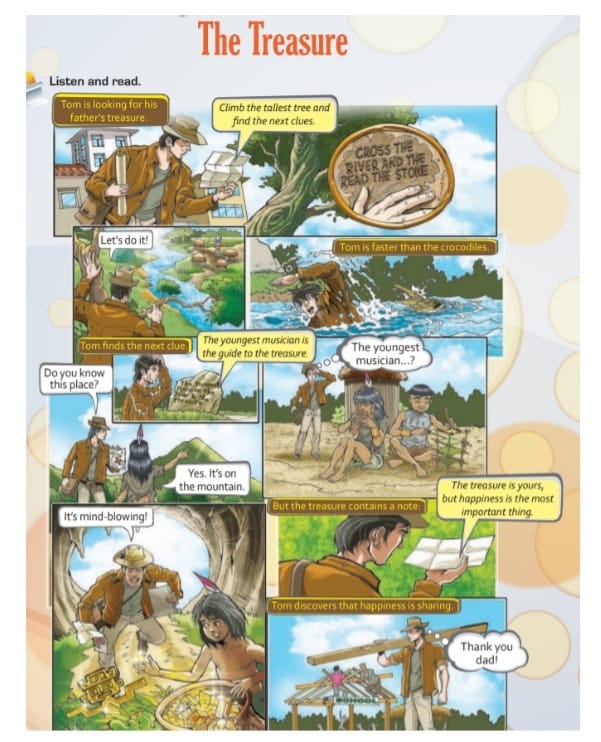 The Treasure
Listen and read.
Tom is looking for his
father's treasure.
Climb the tallest tree and
find the next clues.
CROSS THE
RIVER AND THE
READ THE STONE
Let's do it!
Tom is faster than the crocodiles.
Tom finds the next clue.
The youngest musician is
the guide to the treasure.
The youngest
musician...?
Do you know
this place?
Yes. It's on
the mountain.
It's mind-blowing!
But the treasure contains a note:
The treasure is yours,
but happiness is the most
important thing.
Tom discovers that happiness is sharing.
Thank you
dad!
SCHOOL